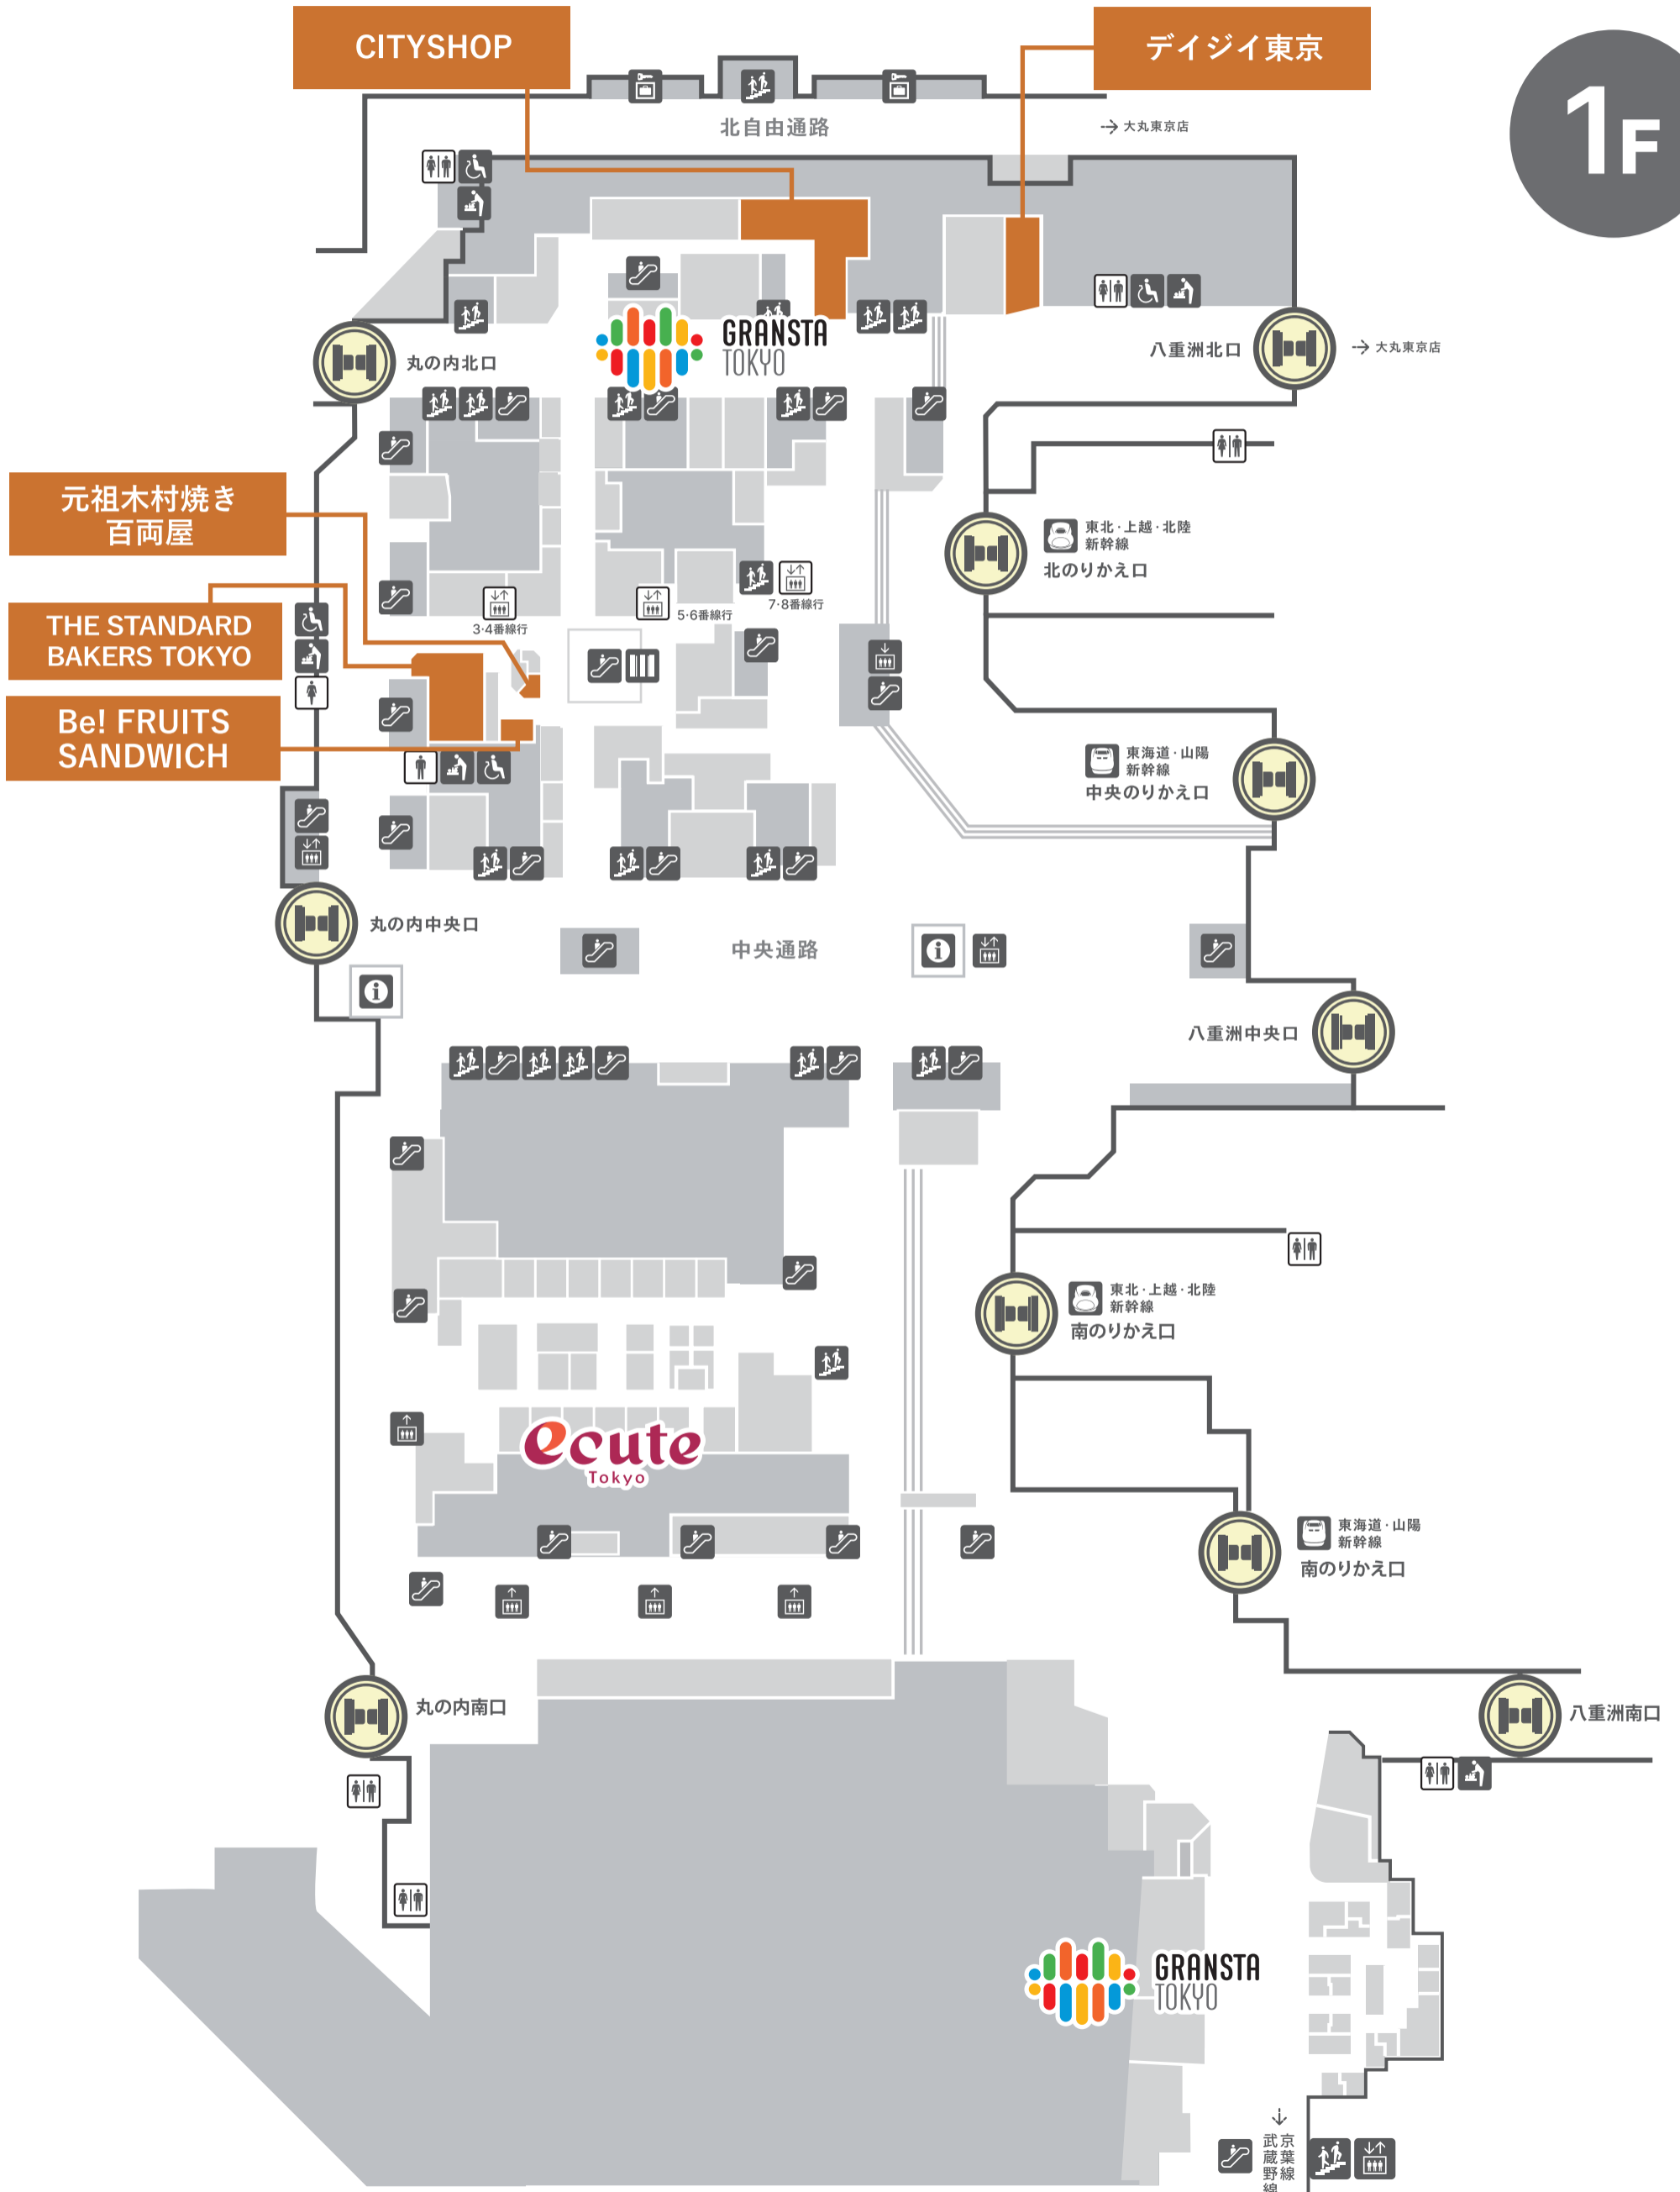 CITYSHOP
デイジイ東京
1F
北自由通路
大丸東京店
GRANSTA
TOKYO
丸の内北口
八重洲北口
大丸東京店
元祖木村焼き
百両屋
東北・上越・北陸
新幹線
北のりかえ口
7・8番線行
5・6番線行
3・4番線行
THE STANDARD
BAKERS TOKYO
Be! FRUITS
SANDWICH
東海道・山陽
新幹線
中央のりかえ口
丸の内中央口
中央通路
八重洲中央口
東北・上越・北陸
新幹線
南のりかえ口
ecute
Tokyo
東海道・山陽
新幹線
南のりかえ口
丸の内南口
八重洲南口
GRANSTA
TOKYO
京葉線
武蔵野線